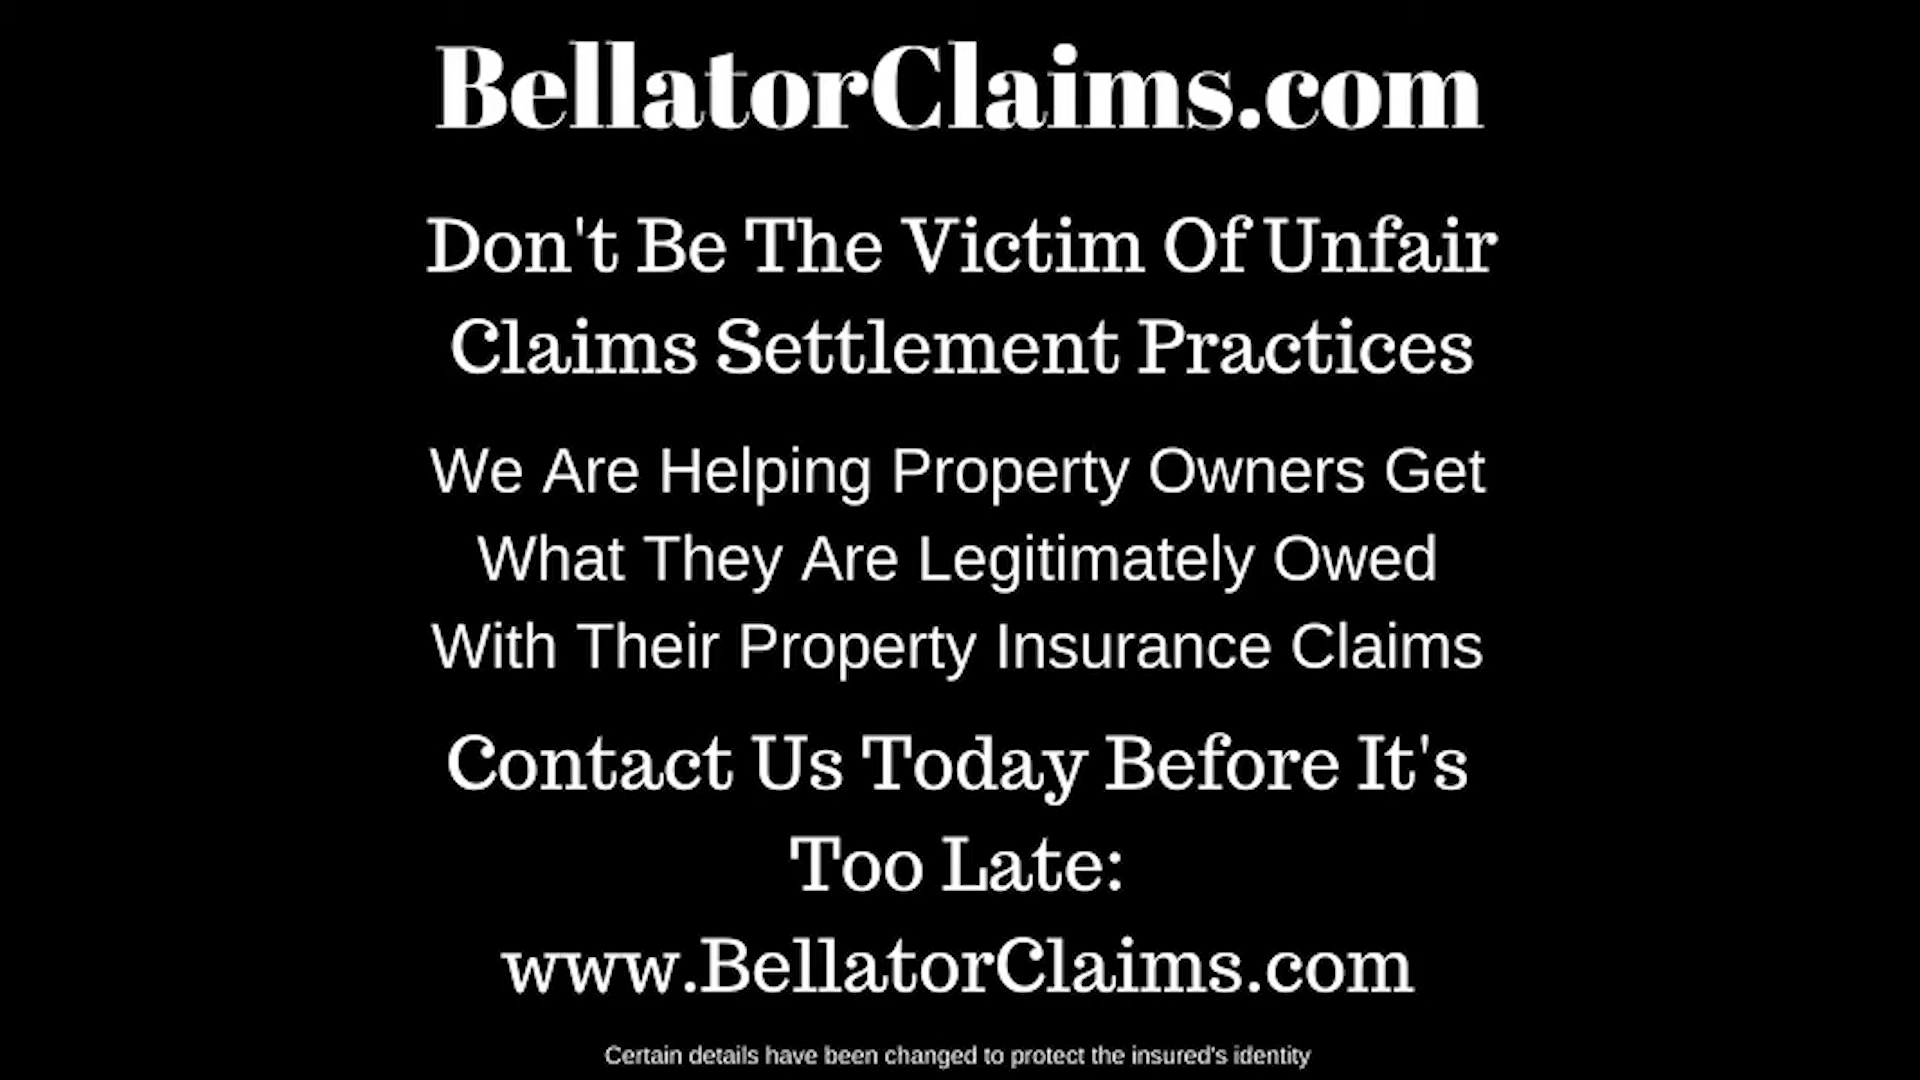 BellatorClaims.com
Don't Be The Victim Of Unfair
Claims Settlement Practices
We Are Helping Property Owners Get
What They Are Legitimately Owed
With Their Property Insurance Claims
Contact Us Today Before It's
Too Late:
www.BellatorClaims.com
Certain details have been changed to protect the insured's identity